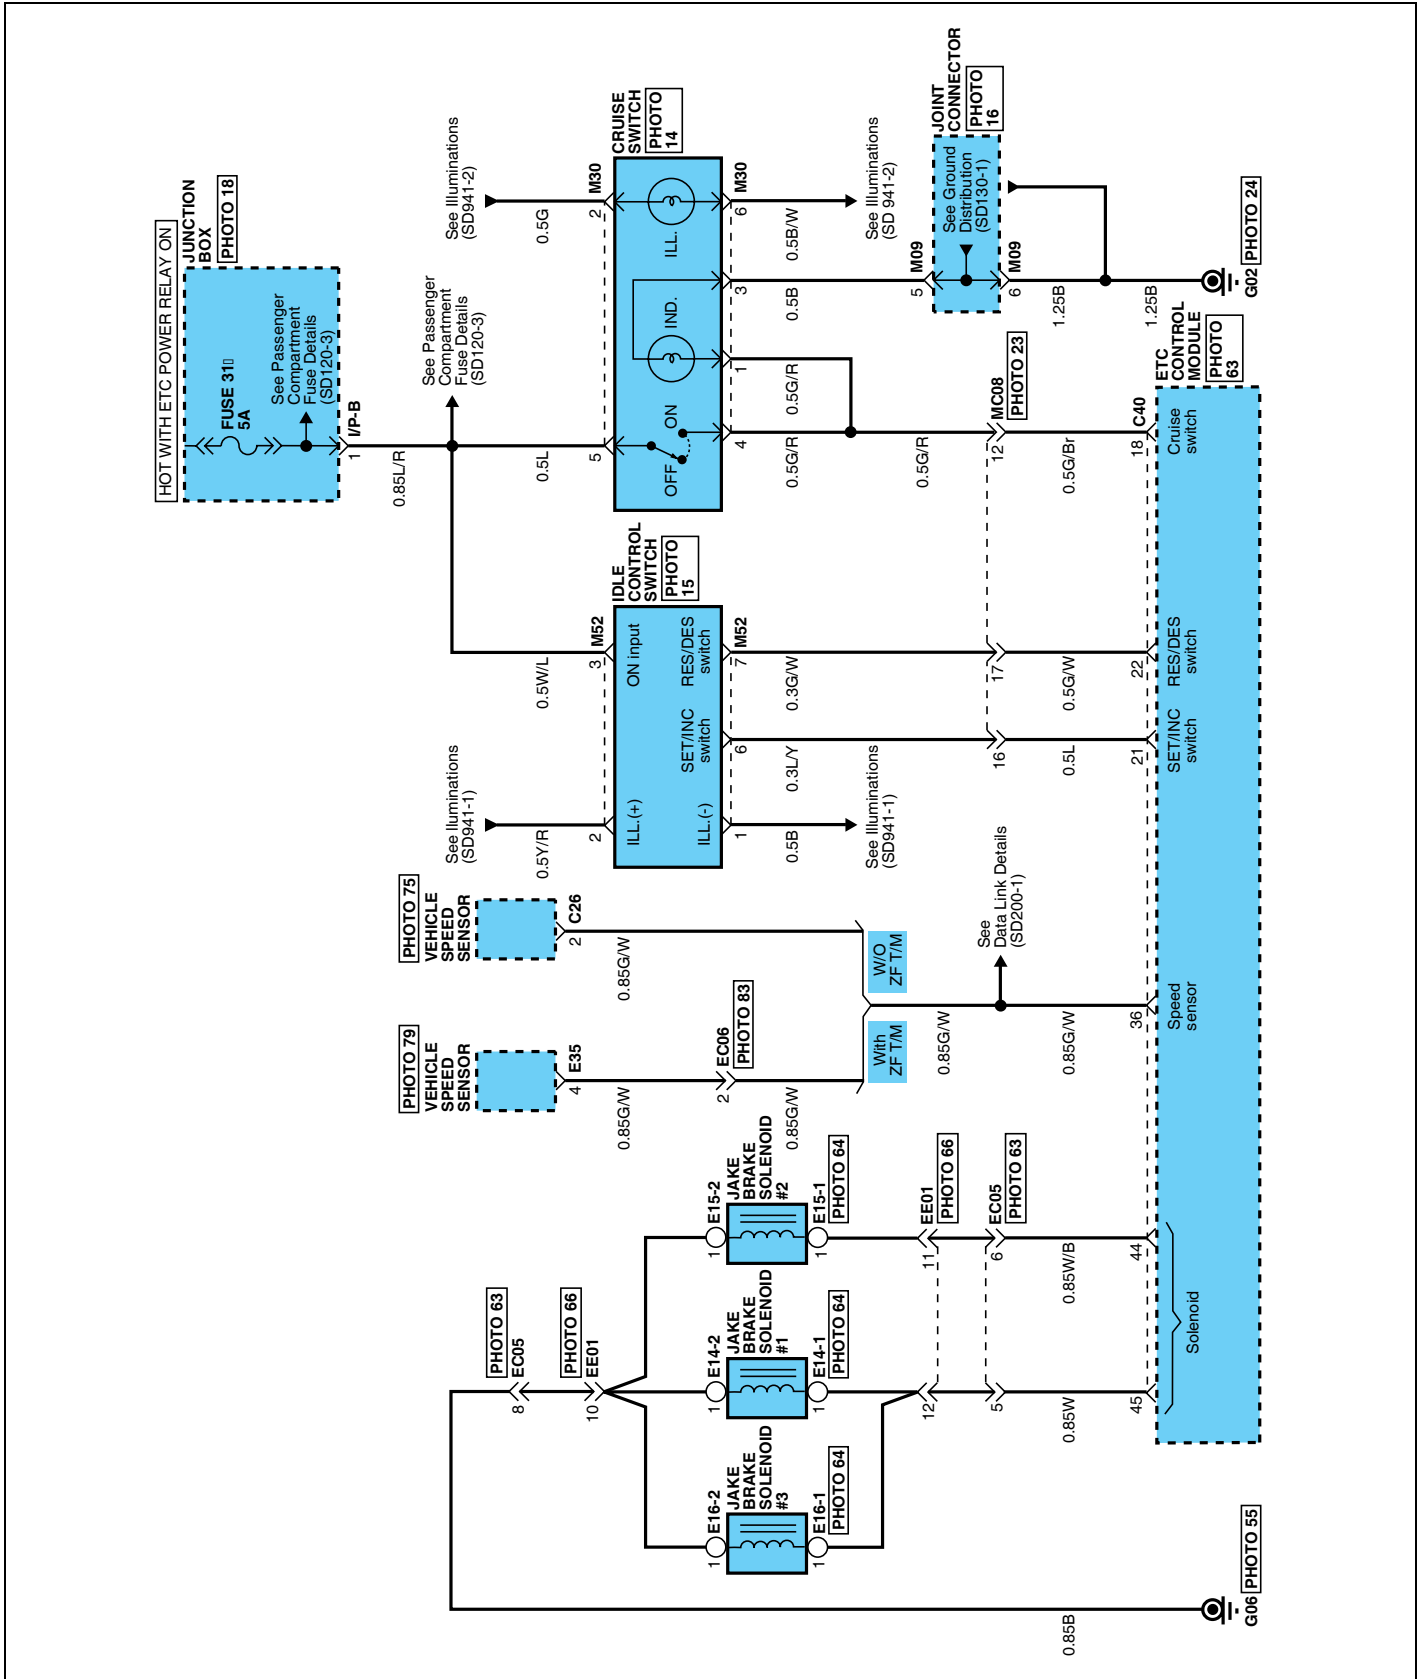 HOT WITH ETC POWER RELAY ON
JUNCTION
BOX
PHOTO 18
FUSE 31
5A
See Passenger
Compartment
Fuse Details
(SD120-3)
1
I/P-B
0.85L/R
See Passenger
Compartment
Fuse Details
(SD120-3)
0.5L
See Illuminations
(SD941-2)
0.5G
CRUISE
SWITCH
PHOTO
14
5
2
M30
OFF
ON
IND.
ILL.
4
1
3
6
M30
0.5G/R
0.5G/R
0.5B
0.5B/W
See Illuminations
(SD 941-2)
JOINT
CONNECTOR
PHOTO
16
5
M09
See Ground
Distribution
(SD130-1)
6
M09
1.25B
1.25B
G02
PHOTO 24
0.5G/R
12
MC08
PHOTO 23
0.5G/Br
See Illuminations
(SD941-1)
0.5Y/R
0.5W/L
IDLE
CONTROL
SWITCH
PHOTO
15
2
3
M52
ILL.(+)
ON input
ILL.(-)
SET/INC
switch
RES/DES
switch
1
6
7
M52
0.5B
0.3L/Y
0.3G/W
See Illuminations
(SD941-1)
16
17
0.5L
0.5G/W
PHOTO 79
VEHICLE
SPEED
SENSOR
4
E35
0.85G/W
2
EC06
PHOTO 83
0.85G/W
PHOTO 75
VEHICLE
SPEED
SENSOR
2
C26
0.85G/W
With
ZF T/M
W/O
ZF T/M
0.85G/W
See
Data Link Details
(SD200-1)
0.85G/W
8
EC05
PHOTO 63
10
EE01
PHOTO 66
1
E16-2
JAKE
BRAKE
SOLENOID
#3
1
E16-1
PHOTO 64
1
E14-2
JAKE
BRAKE
SOLENOID
#1
1
E14-1
PHOTO 64
1
E15-2
JAKE
BRAKE
SOLENOID
#2
1
E15-1
PHOTO 64
12
11
EE01
PHOTO 66
5
6
EC05
PHOTO 63
0.85W
0.85W/B
0.85B
G06
PHOTO 55
45
44
36
21
22
18
C40
ETC
CONTROL
MODULE
PHOTO
63
Solenoid
Speed
sensor
SET/INC
switch
RES/DES
switch
Cruise
switch